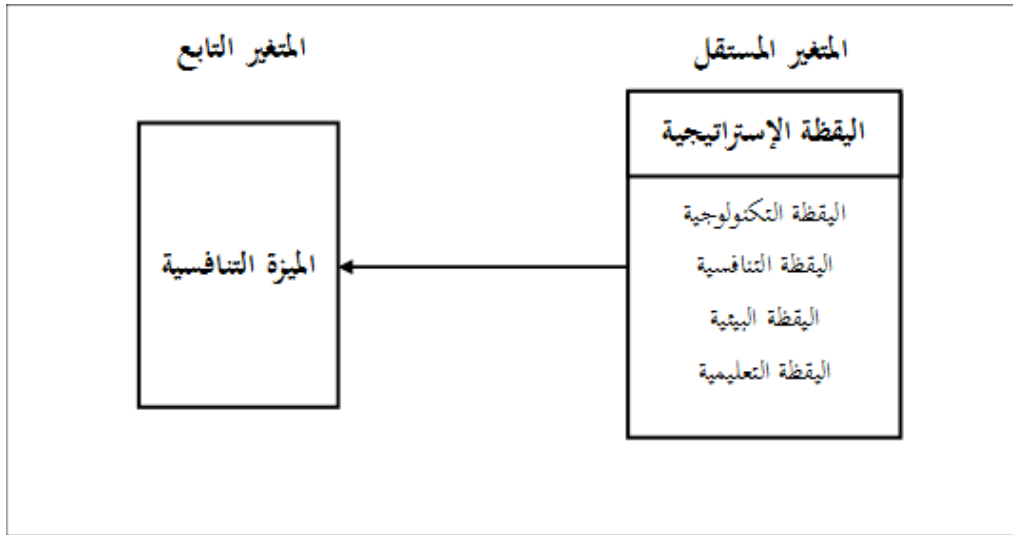 المتغير المستقل
المتغير التابع
اليقظة الإستراتيجية
اليقظة التكنولوجية
اليقظة التنافسية
اليقظة البيئية
اليقظة التعليمية
الميزة التنافسية